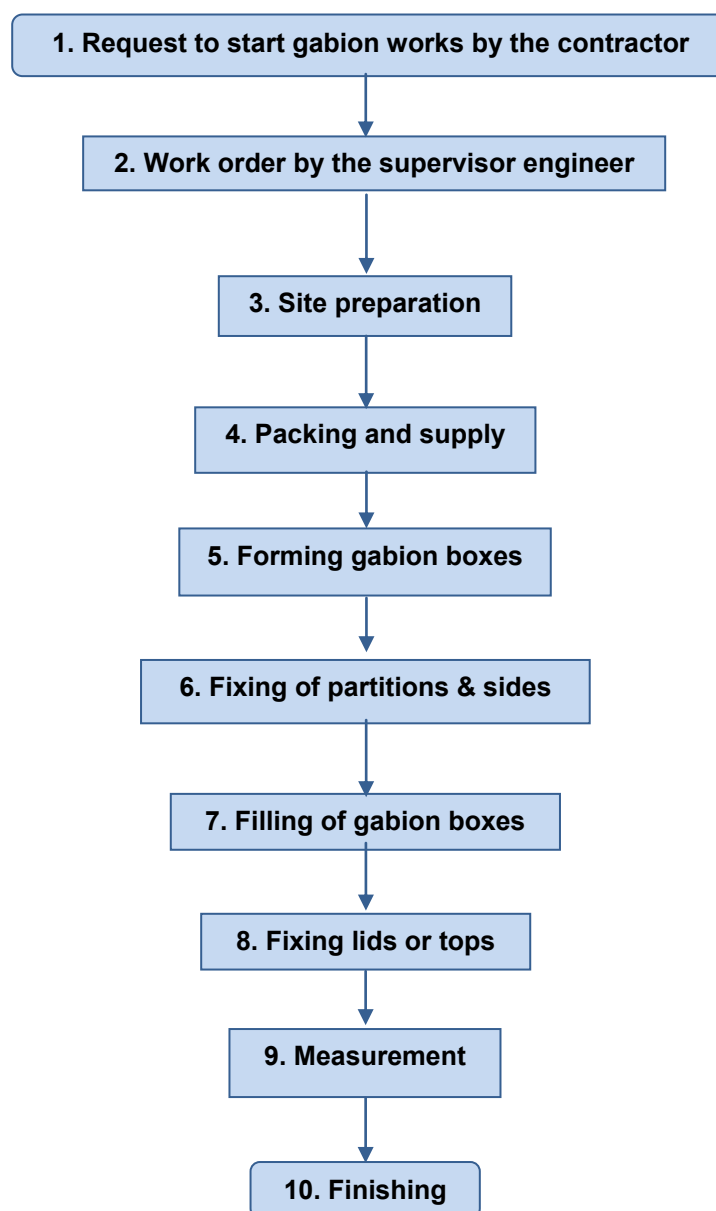 1. Request to start gabion works by the contractor
2. Work order by the supervisor engineer
3. Site preparation
4. Packing and supply
5. Forming gabion boxes
6. Fixing of partitions & sides
7. Filling of gabion boxes
8. Fixing lids or tops
9. Measurement
10. Finishing